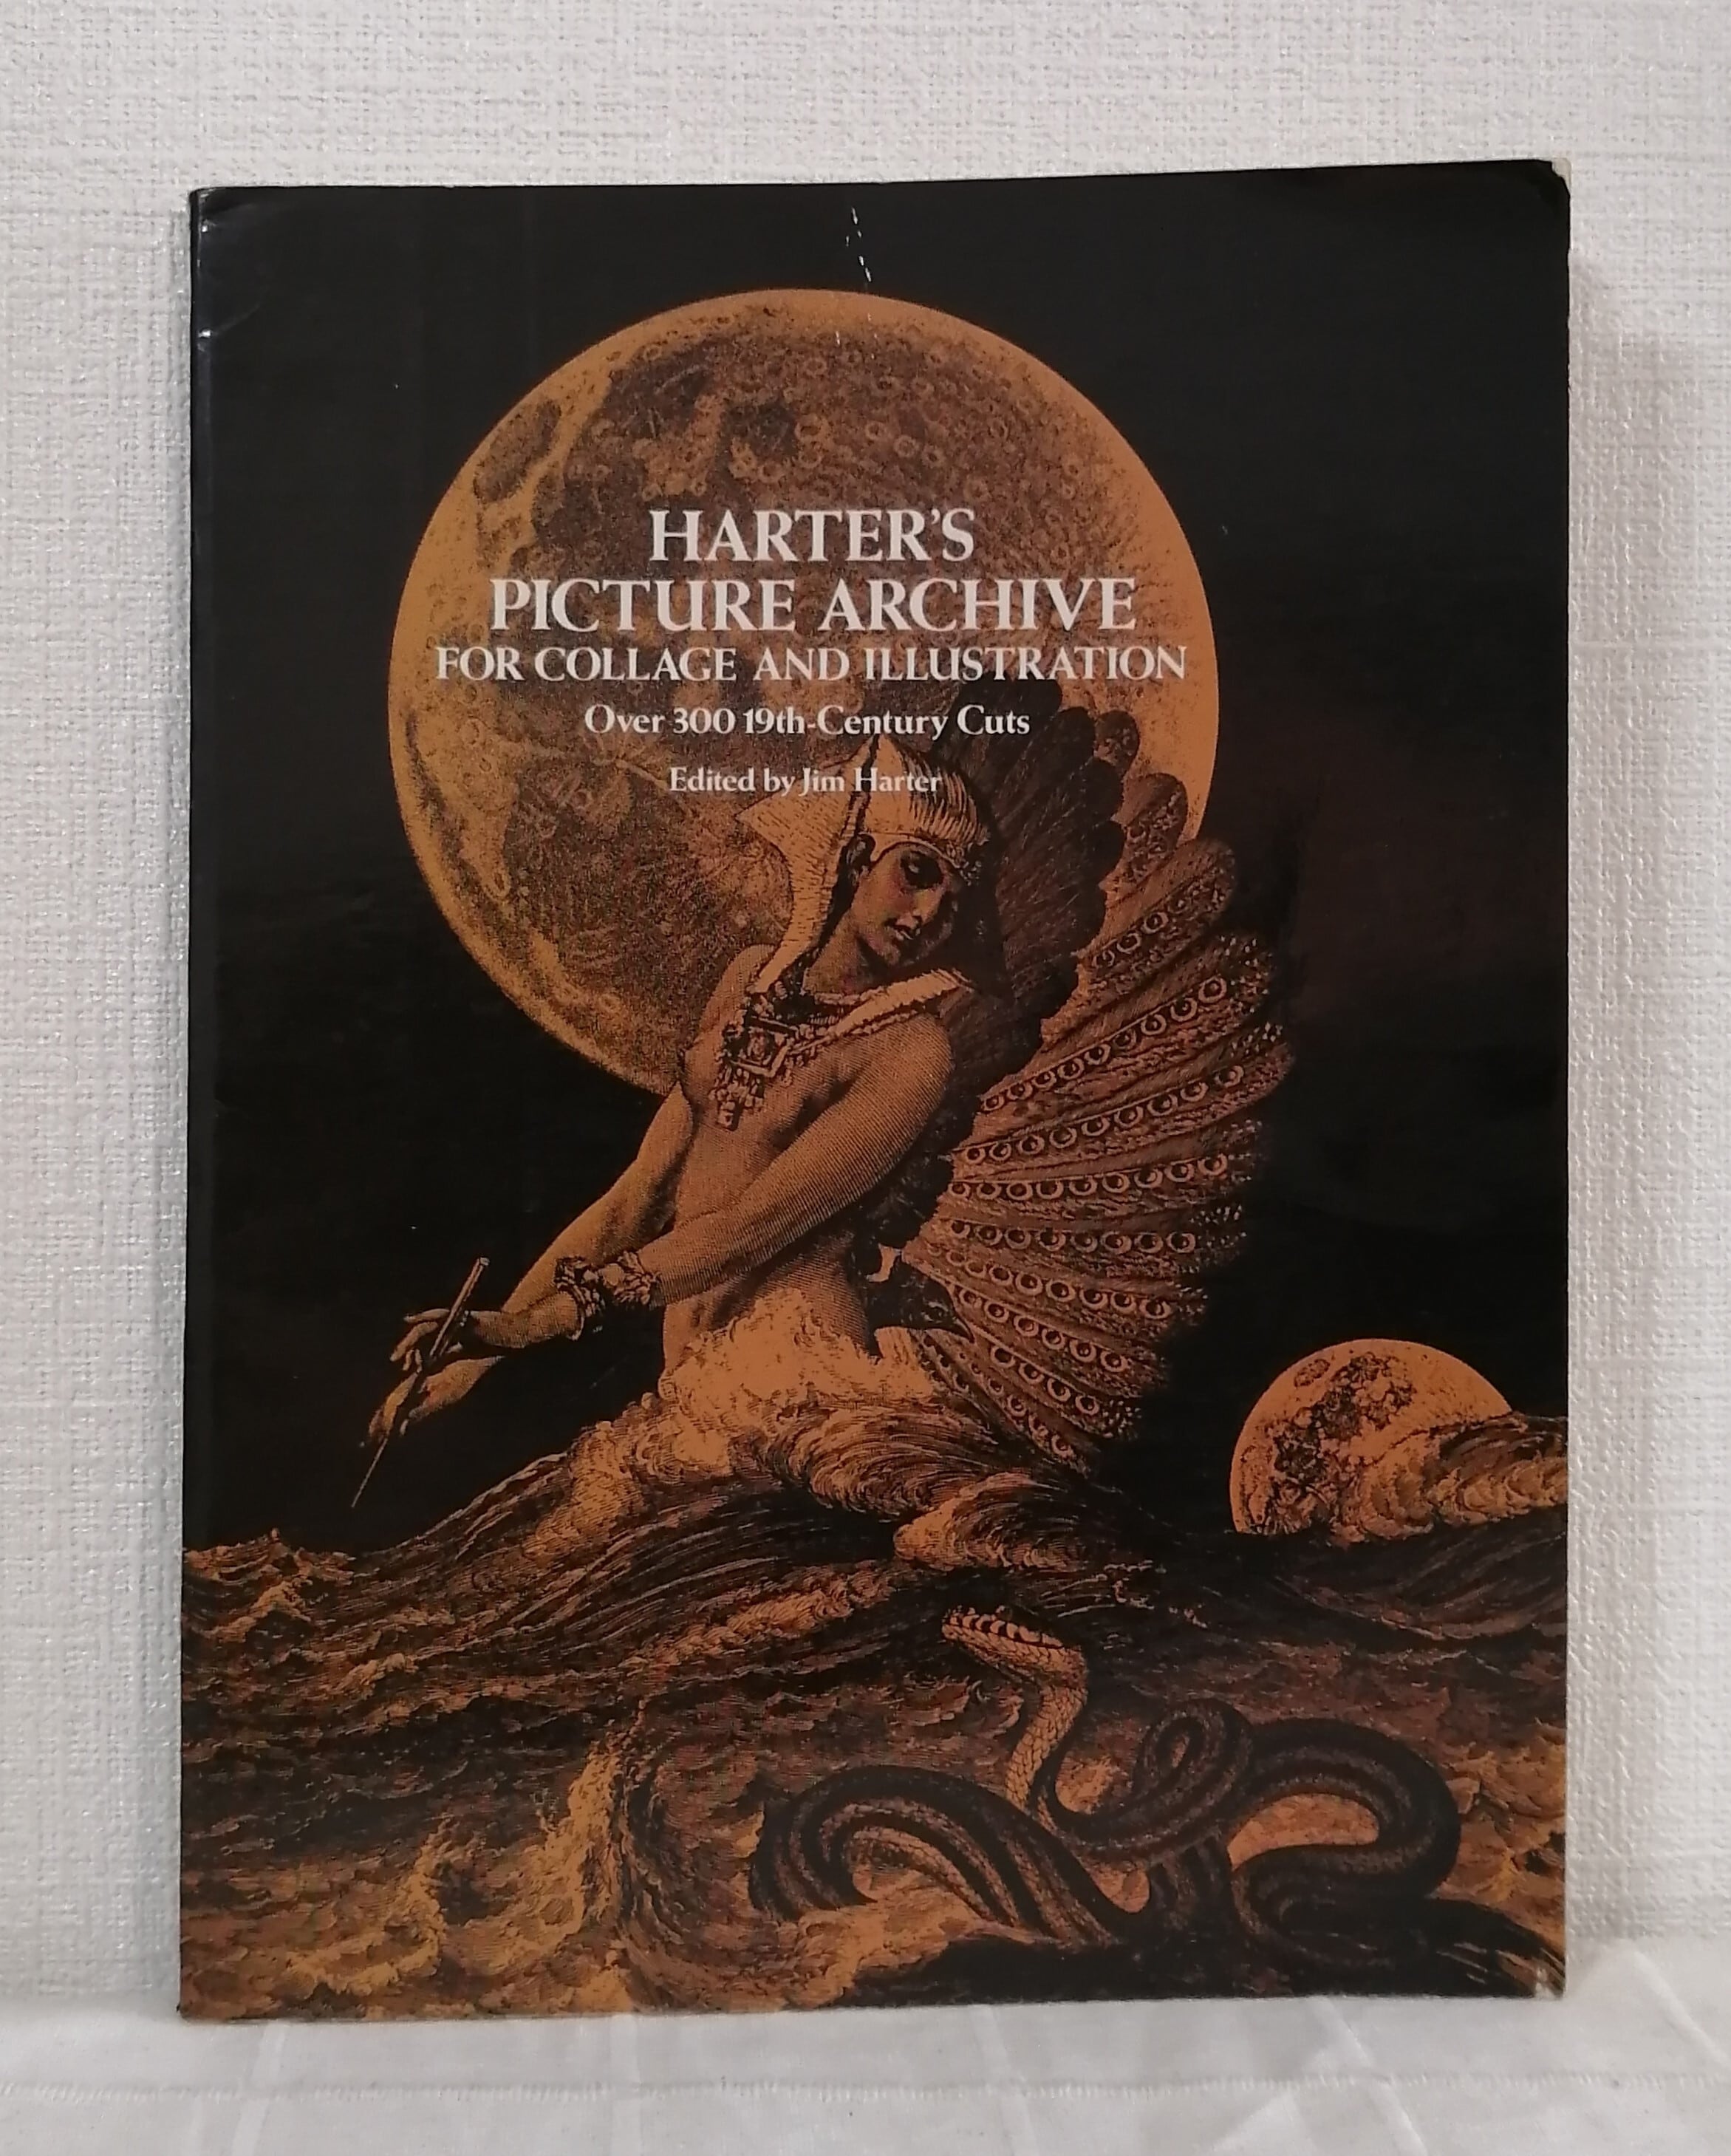 HARTER'S
PICTURE ARCHIVE
FOR COLLAGE AND ILLUSTRATION
Over 300 19th-Century Cuts
Edited by Jim Harter